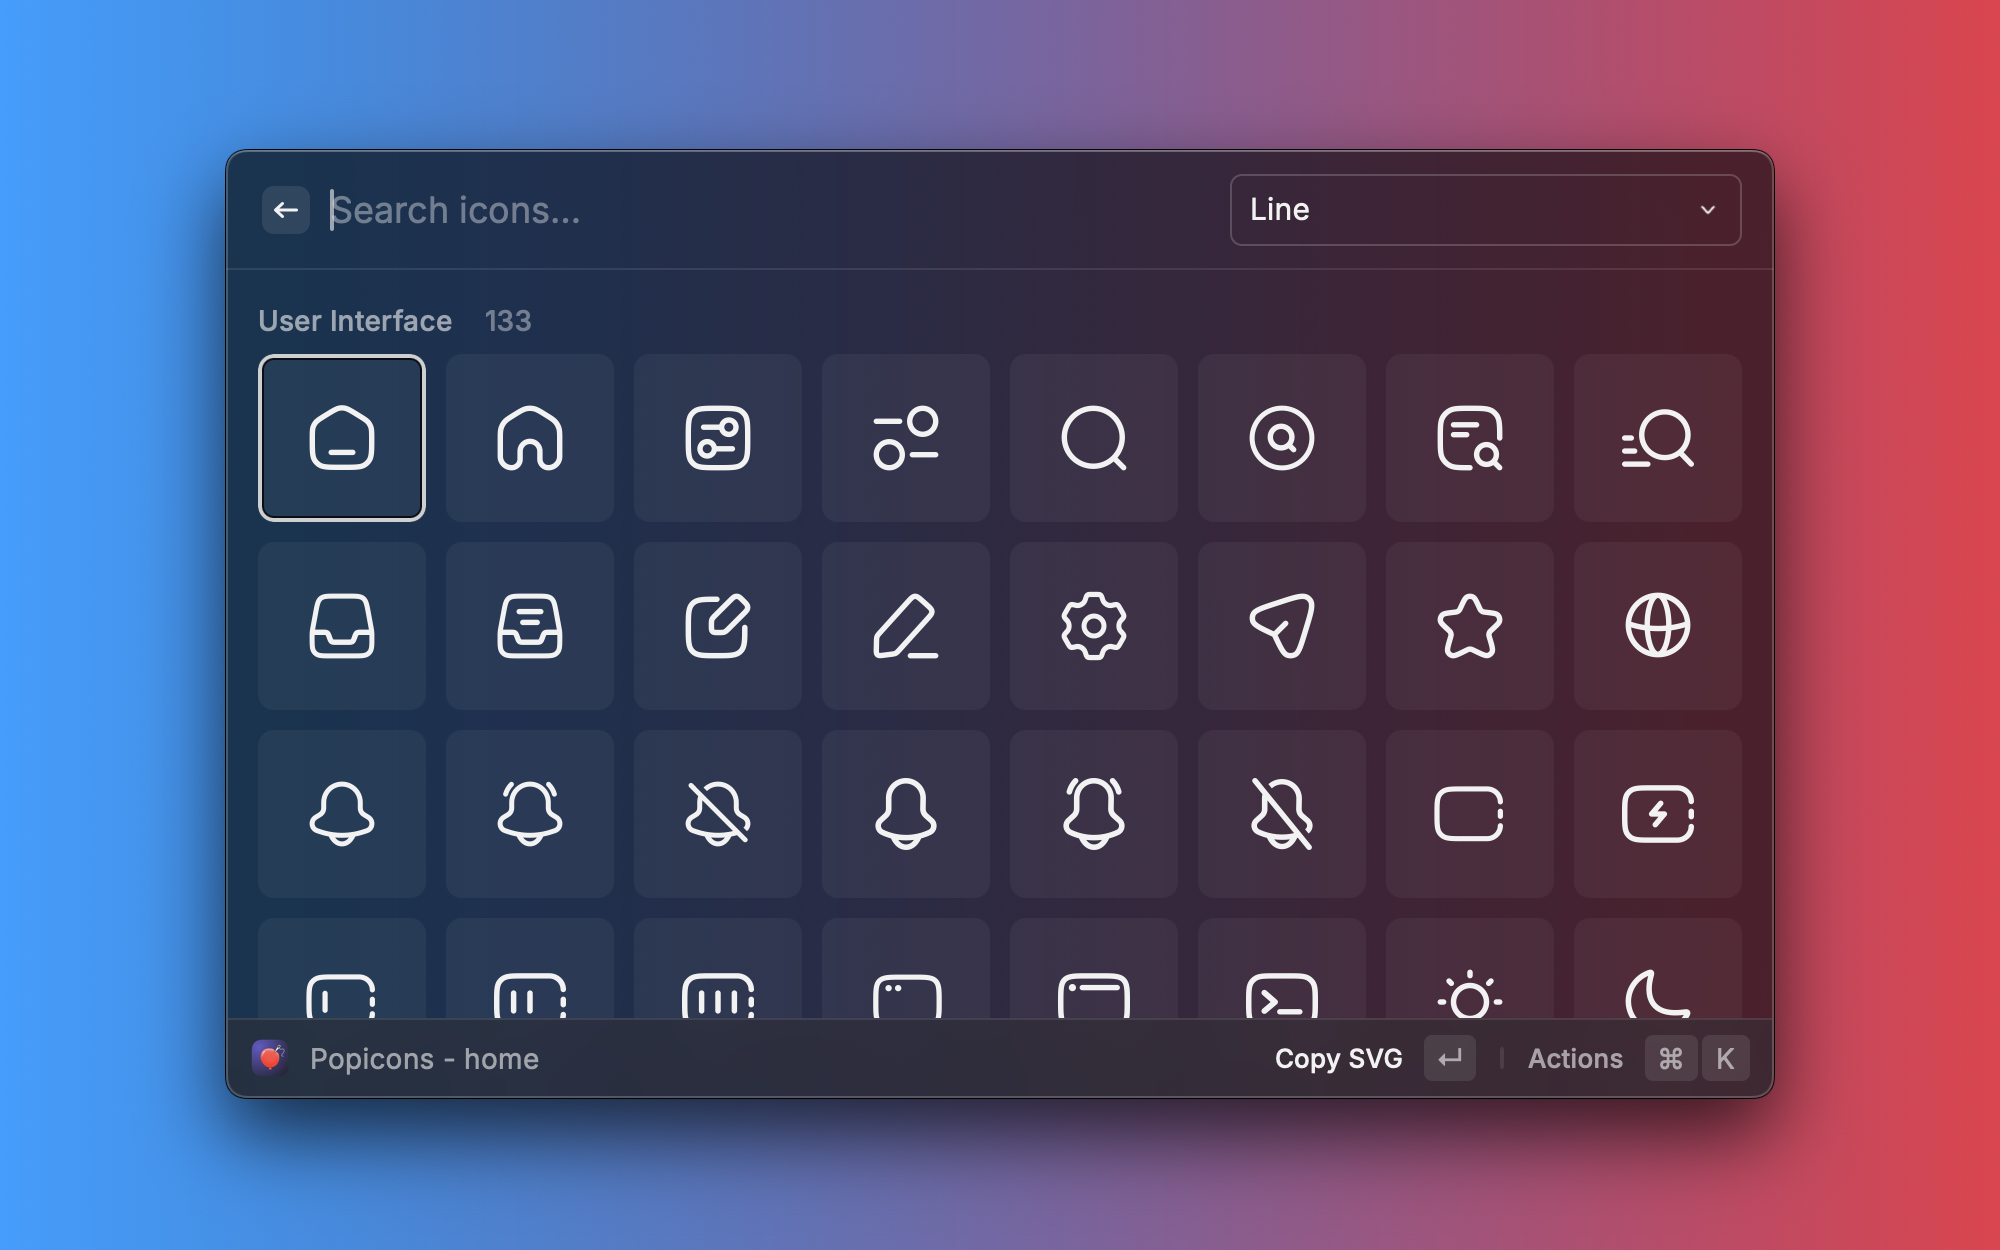 Search icons...
Line
User Interface 133
Popicons - home
Copy SVG
Actions ⌘ K